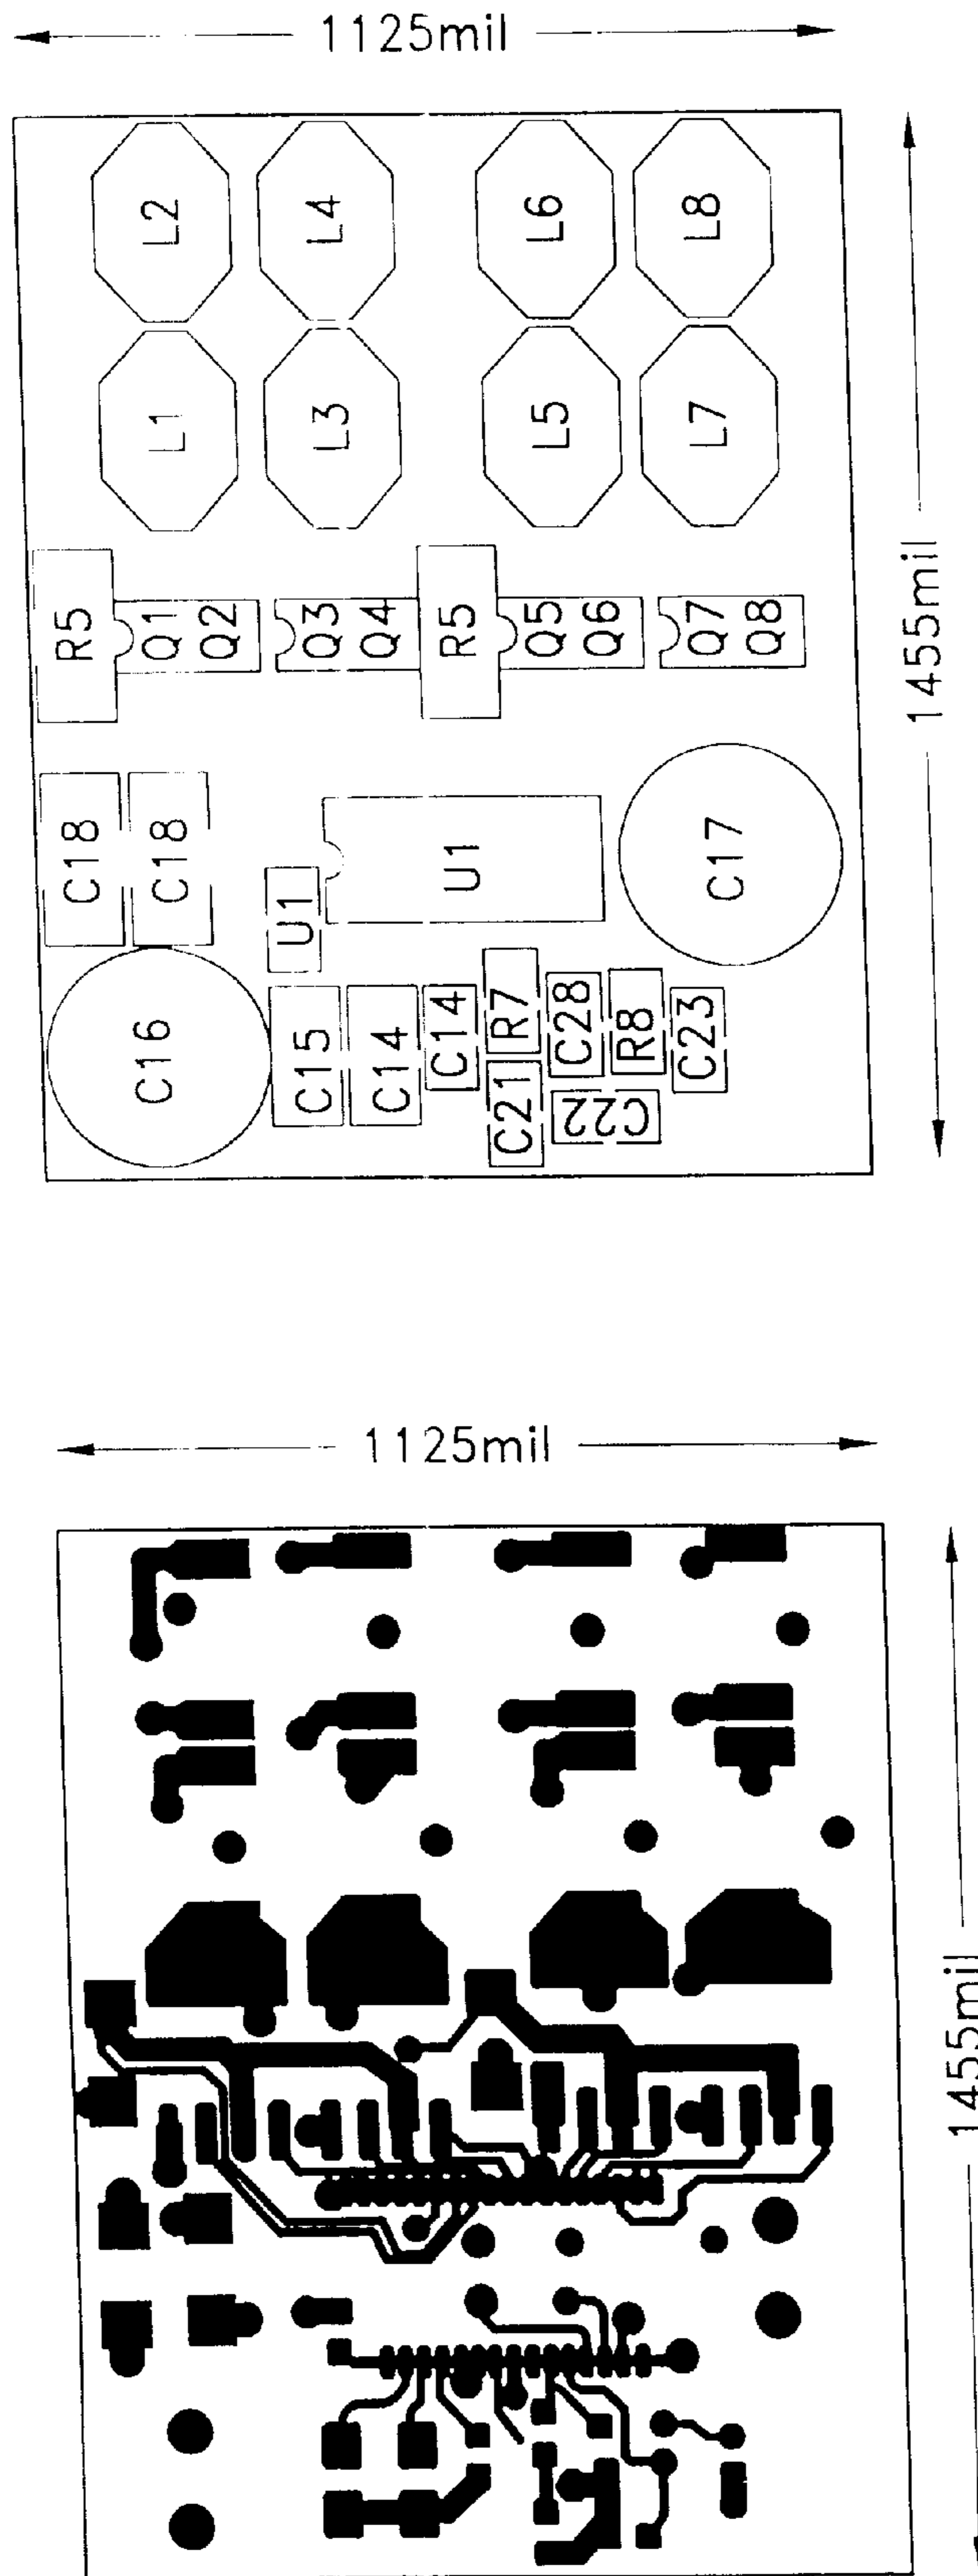 1125mil
L2 L4 L6 L8
L1 L3 L5 L7
1455mil
R5 Q1 Q2 Q3 Q4 R5 Q5 Q6 Q7 Q8
C18 C18 U1 U1 C17
C16 C15 C14 C14 R7 C28 R8 C23
C21 C22
1125mil
1455mil